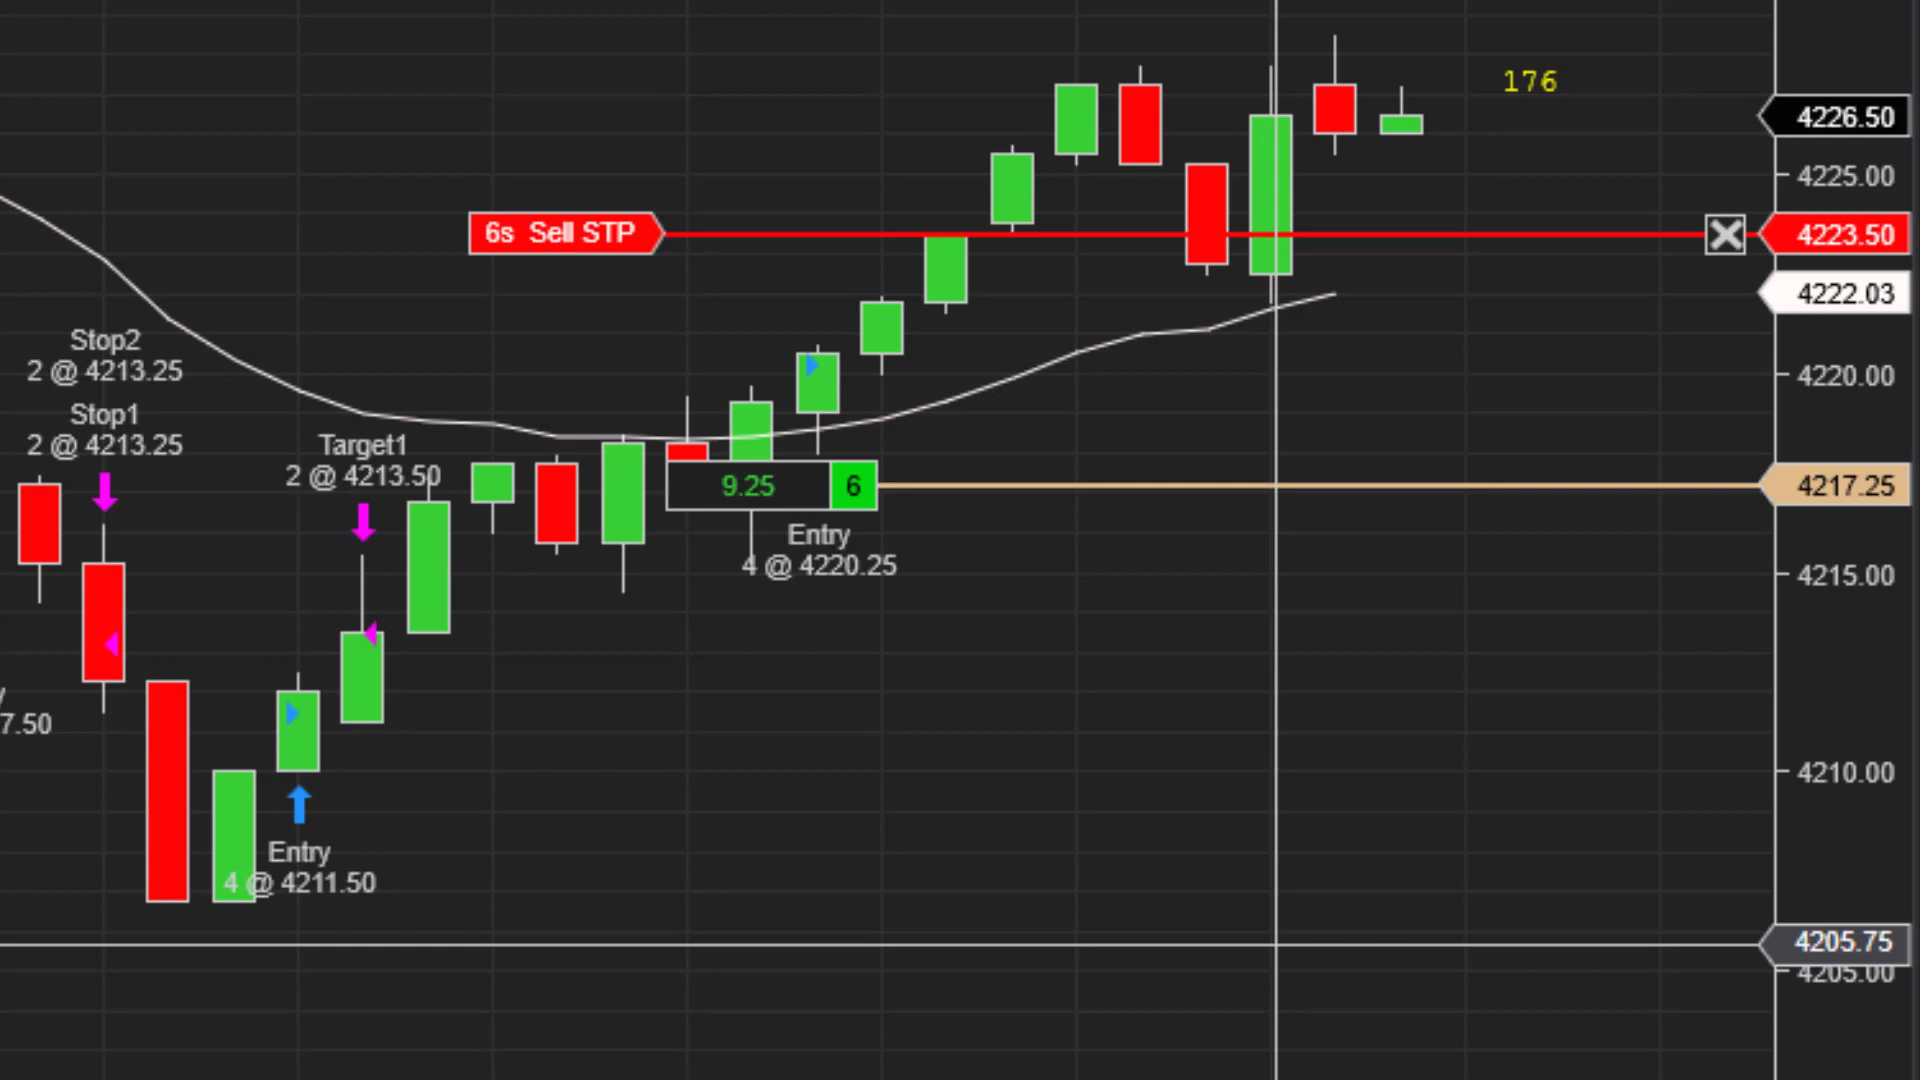 176
4226.50
4225.00
6s Sell STP
4223.50
4222.03
Stop2
2 @ 4213.25
4220.00
Stop1
2 @ 4213.25
Target1
2 @ 4213.50
9.25 6
4217.25
Entry
4 @ 4220.25
4215.00
7.50
4210.00
Entry
4 @ 4211.50
4205.75
4205.00